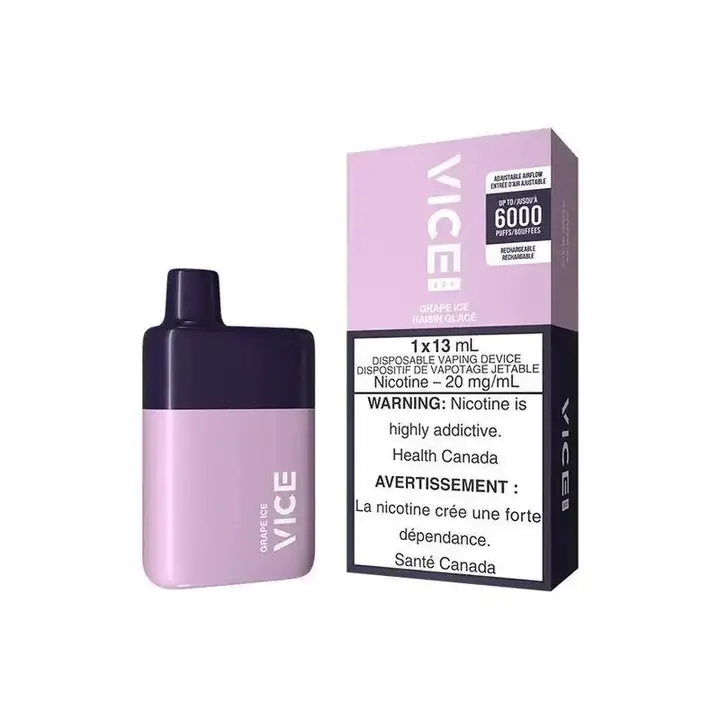 GRAPE ICE
VICE
VICE
BOX
GRAPE ICE
RAISIN GLACÉ
ADJUSTABLE AIRFLOW
ENTRÉE D'AIR AJUSTABLE
UP TO/JUSQU'À
6000
PUFFS/BOUFFÉES
RECHARGEABLE
RECHARGEABLE
1 x 13 mL
DISPOSABLE VAPING DEVICE
DISPOSITIF DE VAPOTAGE JETABLE
Nicotine – 20 mg/mL
WARNING: Nicotine is
highly addictive.
Health Canada
AVERTISSEMENT :
La nicotine crée une forte
dépendance.
Santé Canada
VICE